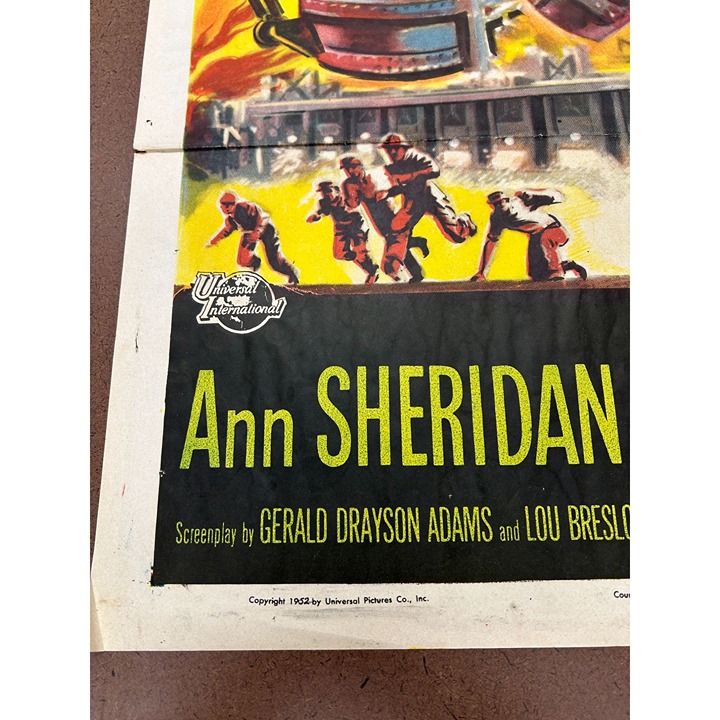 Universal
International
Ann SHERIDAN
Screenplay by GERALD DRAYSON ADAMS and LOU BRESLO
Copyright 1952 by Universal Pictures Co., Inc.
Coun